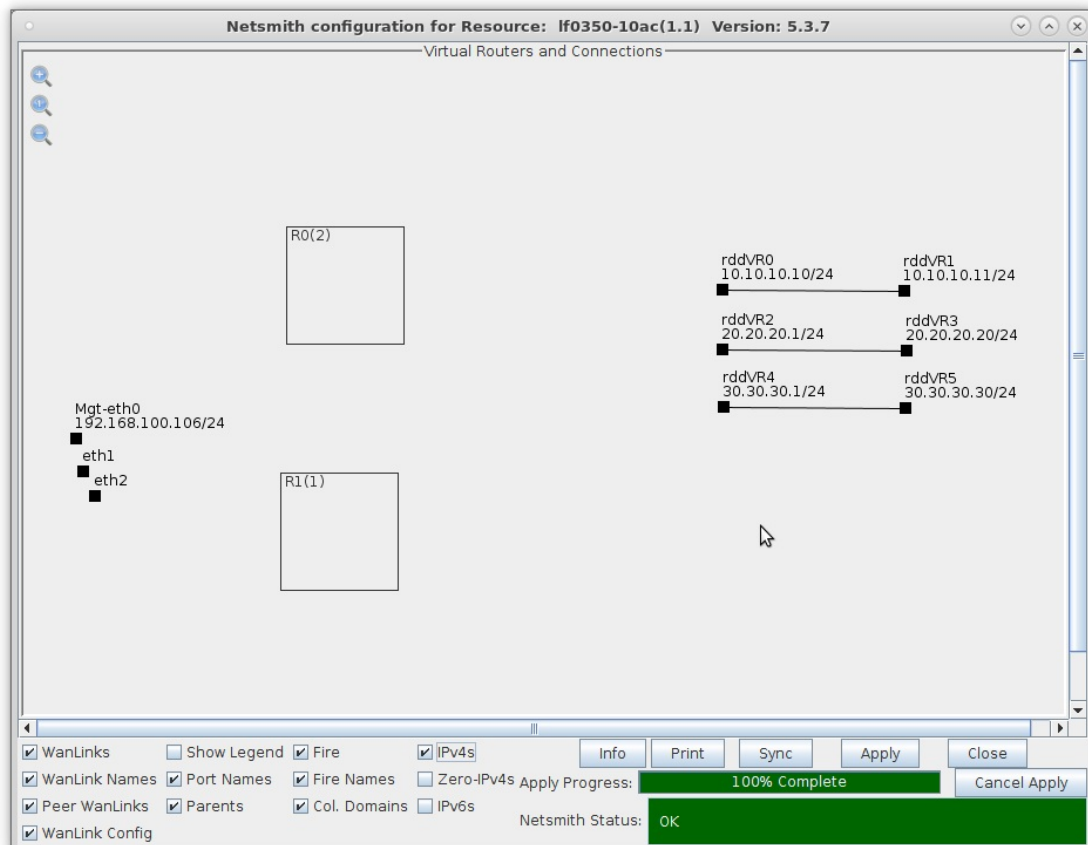 Netsmith configuration for Resource: lf0350-10ac(1.1) Version: 5.3.7
Virtual Routers and Connections
R0(2)
rddVR0
10.10.10.10/24
rddVR1
10.10.10.11/24
rddVR2
20.20.20.1/24
rddVR3
20.20.20.20/24
rddVR4
30.30.30.1/24
rddVR5
30.30.30.30/24
Mgt-eth0
192.168.100.106/24
eth1
eth2
R1(1)
WanLinks Show Legend Fire IPv4s Info Print Sync Apply Close
WanLink Names Port Names Fire Names Zero-IPv4s Apply Progress: 100% Complete Cancel Apply
Peer WanLinks Parents Col. Domains IPv6s
Netsmith Status: OK
WanLink Config